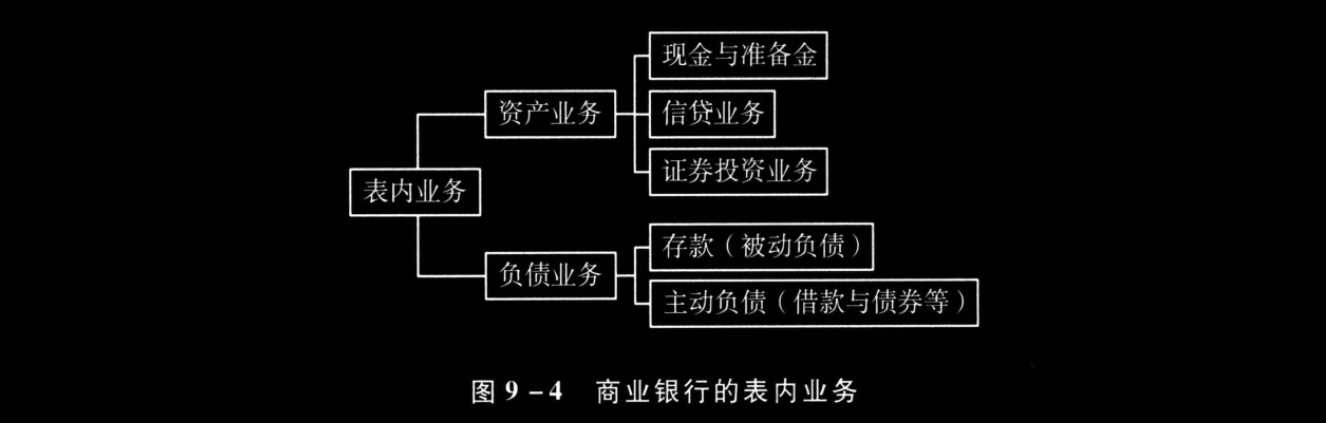 现金与准备金
资产业务
信贷业务
证券投资业务
表内业务
存款（被动负债）
负债业务
主动负债（借款与债券等）
图 9-4 商业银行的表内业务